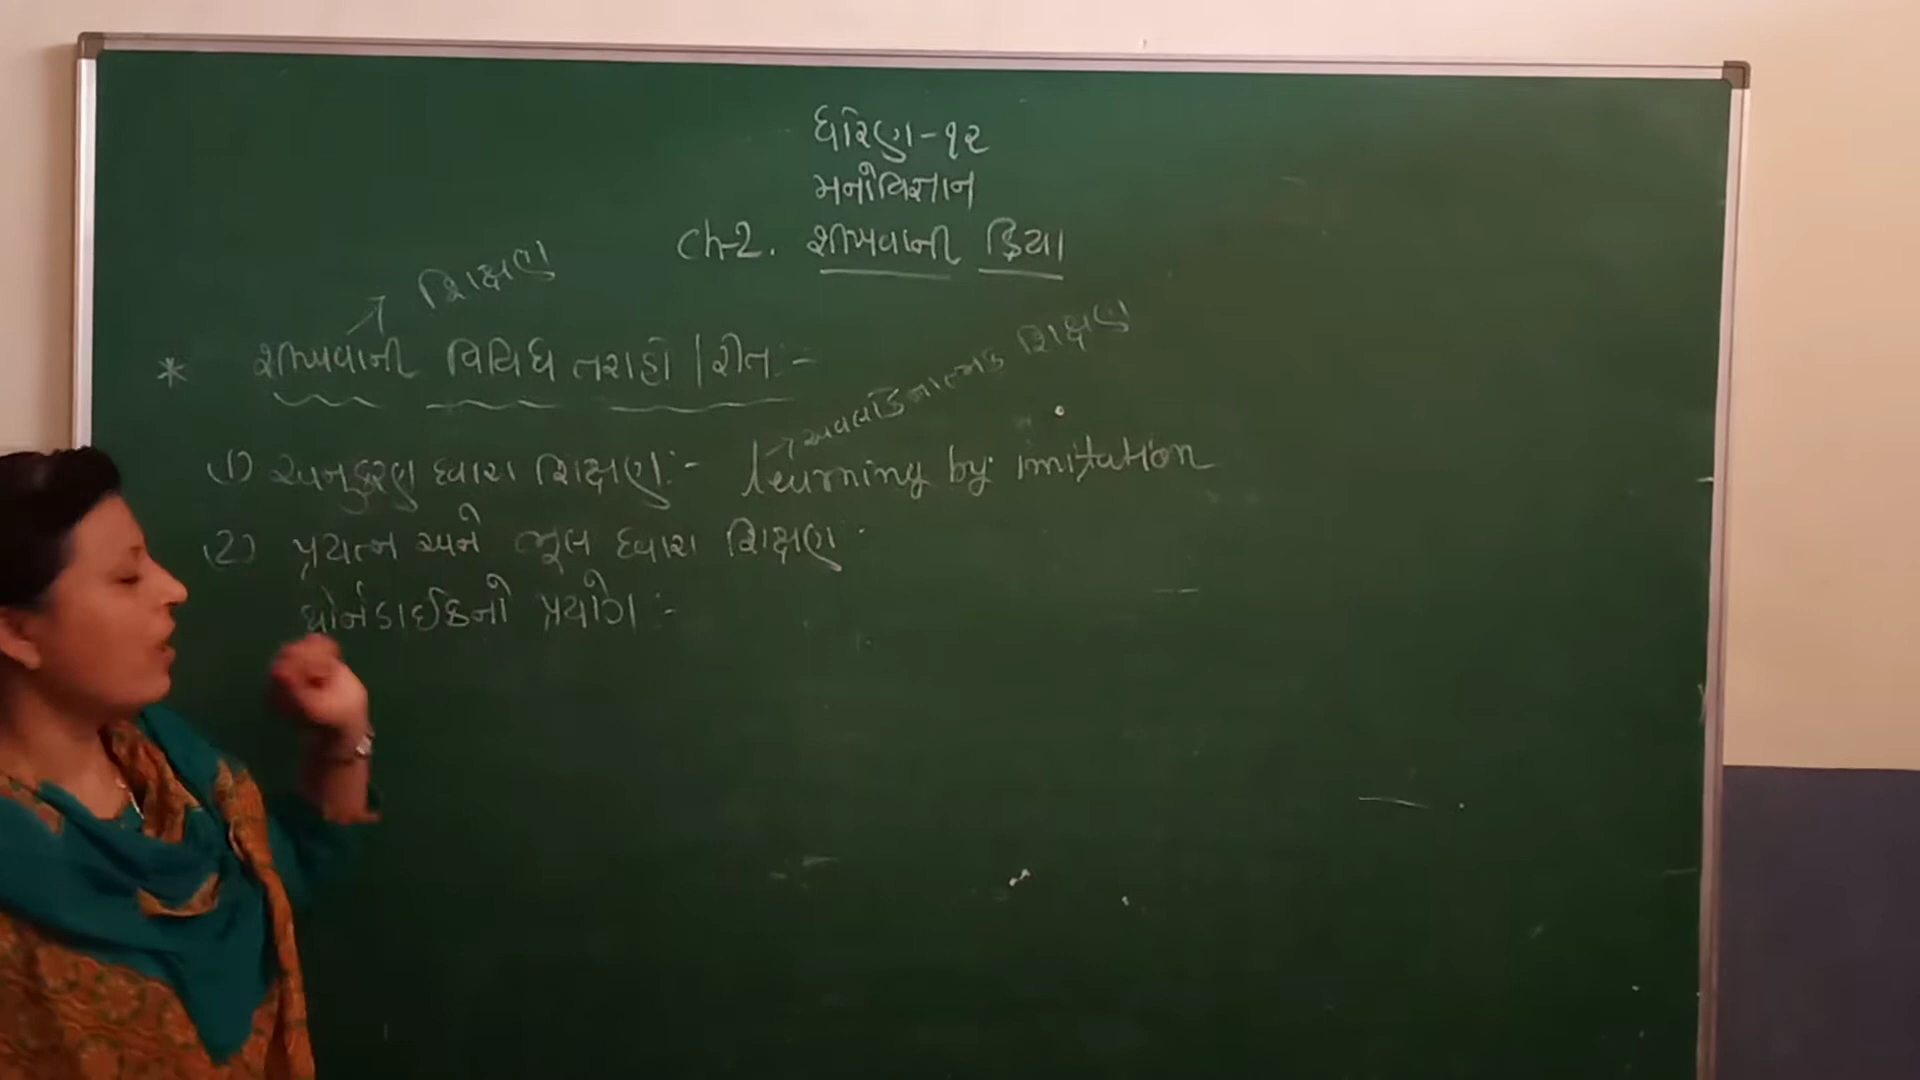 ધોરણ-૧૨
મનોવિજ્ઞાન
Ch-2. શીખવાની ક્રિયા
શિક્ષણ
* શીખવાની વિવિધ તરાહો / રીત :-
→ અવલોકનાત્મક શિક્ષણ
(1) અનુકરણ દ્વારા શિક્ષણ :- learning by imitation
(2) પ્રયત્ન અને ભૂલ દ્વારા શિક્ષણ
થોર્નડાઈકનો પ્રયોગ :-